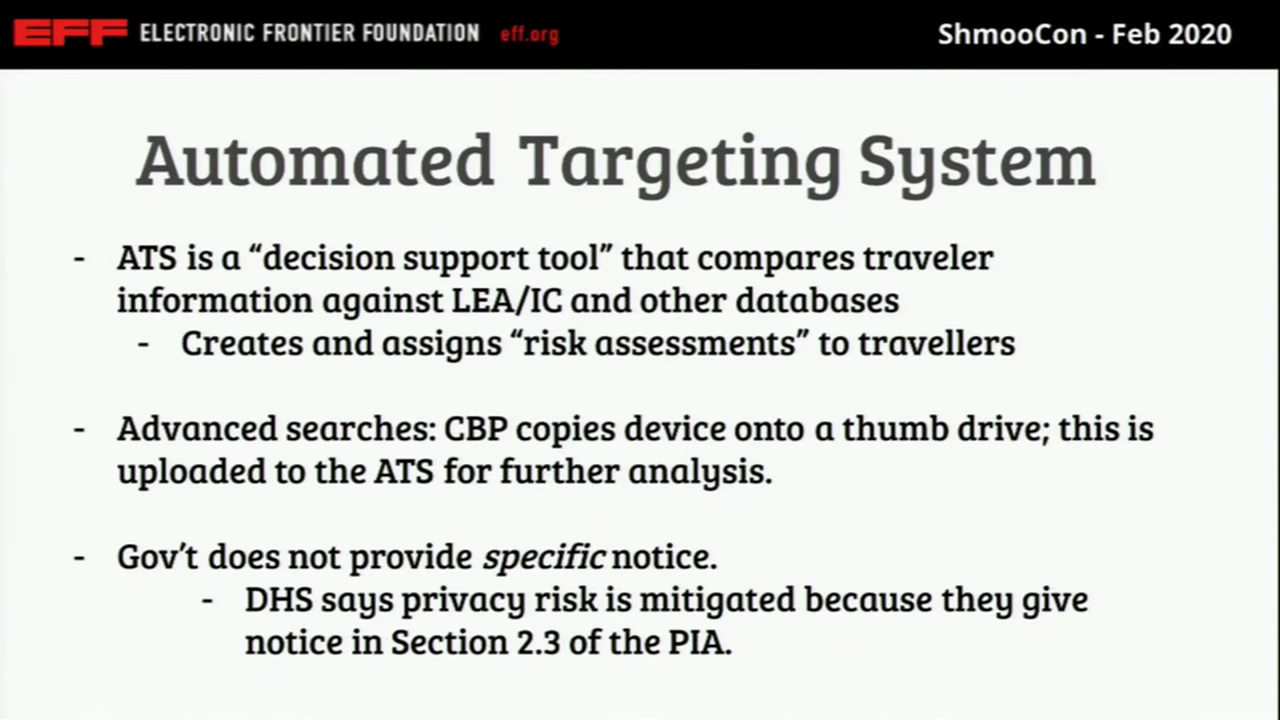 EFF ELECTRONIC FRONTIER FOUNDATION eff.org
ShmooCon - Feb 2020
Automated Targeting System
- ATS is a “decision support tool” that compares traveler
information against LEA/IC and other databases
- Creates and assigns “risk assessments” to travellers
- Advanced searches: CBP copies device onto a thumb drive; this is
uploaded to the ATS for further analysis.
- Gov’t does not provide specific notice.
- DHS says privacy risk is mitigated because they give
notice in Section 2.3 of the PIA.